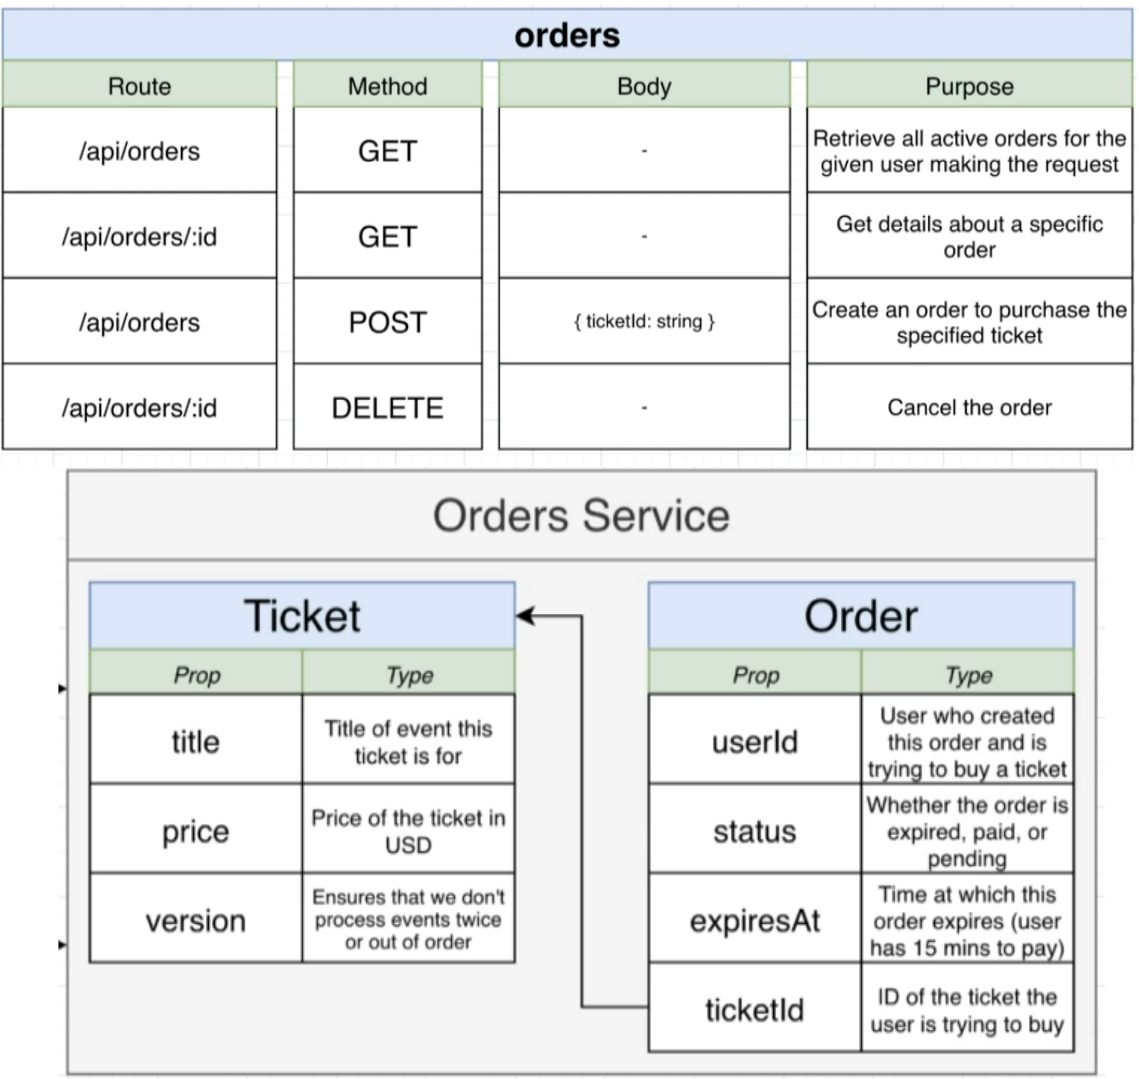 orders
Route Method Body Purpose
/api/orders GET - Retrieve all active orders for the
given user making the request
/api/orders/:id GET - Get details about a specific
order
/api/orders POST { ticketId: string } Create an order to purchase the
specified ticket
/api/orders/:id DELETE - Cancel the order
Orders Service
Ticket
Prop Type
title Title of event this
ticket is for
price Price of the ticket in
USD
version Ensures that we don't
process events twice
or out of order
Order
Prop Type
userId User who created
this order and is
trying to buy a ticket
status Whether the order is
expired, paid, or
pending
expiresAt Time at which this
order expires (user
has 15 mins to pay)
ticketId ID of the ticket the
user is trying to buy